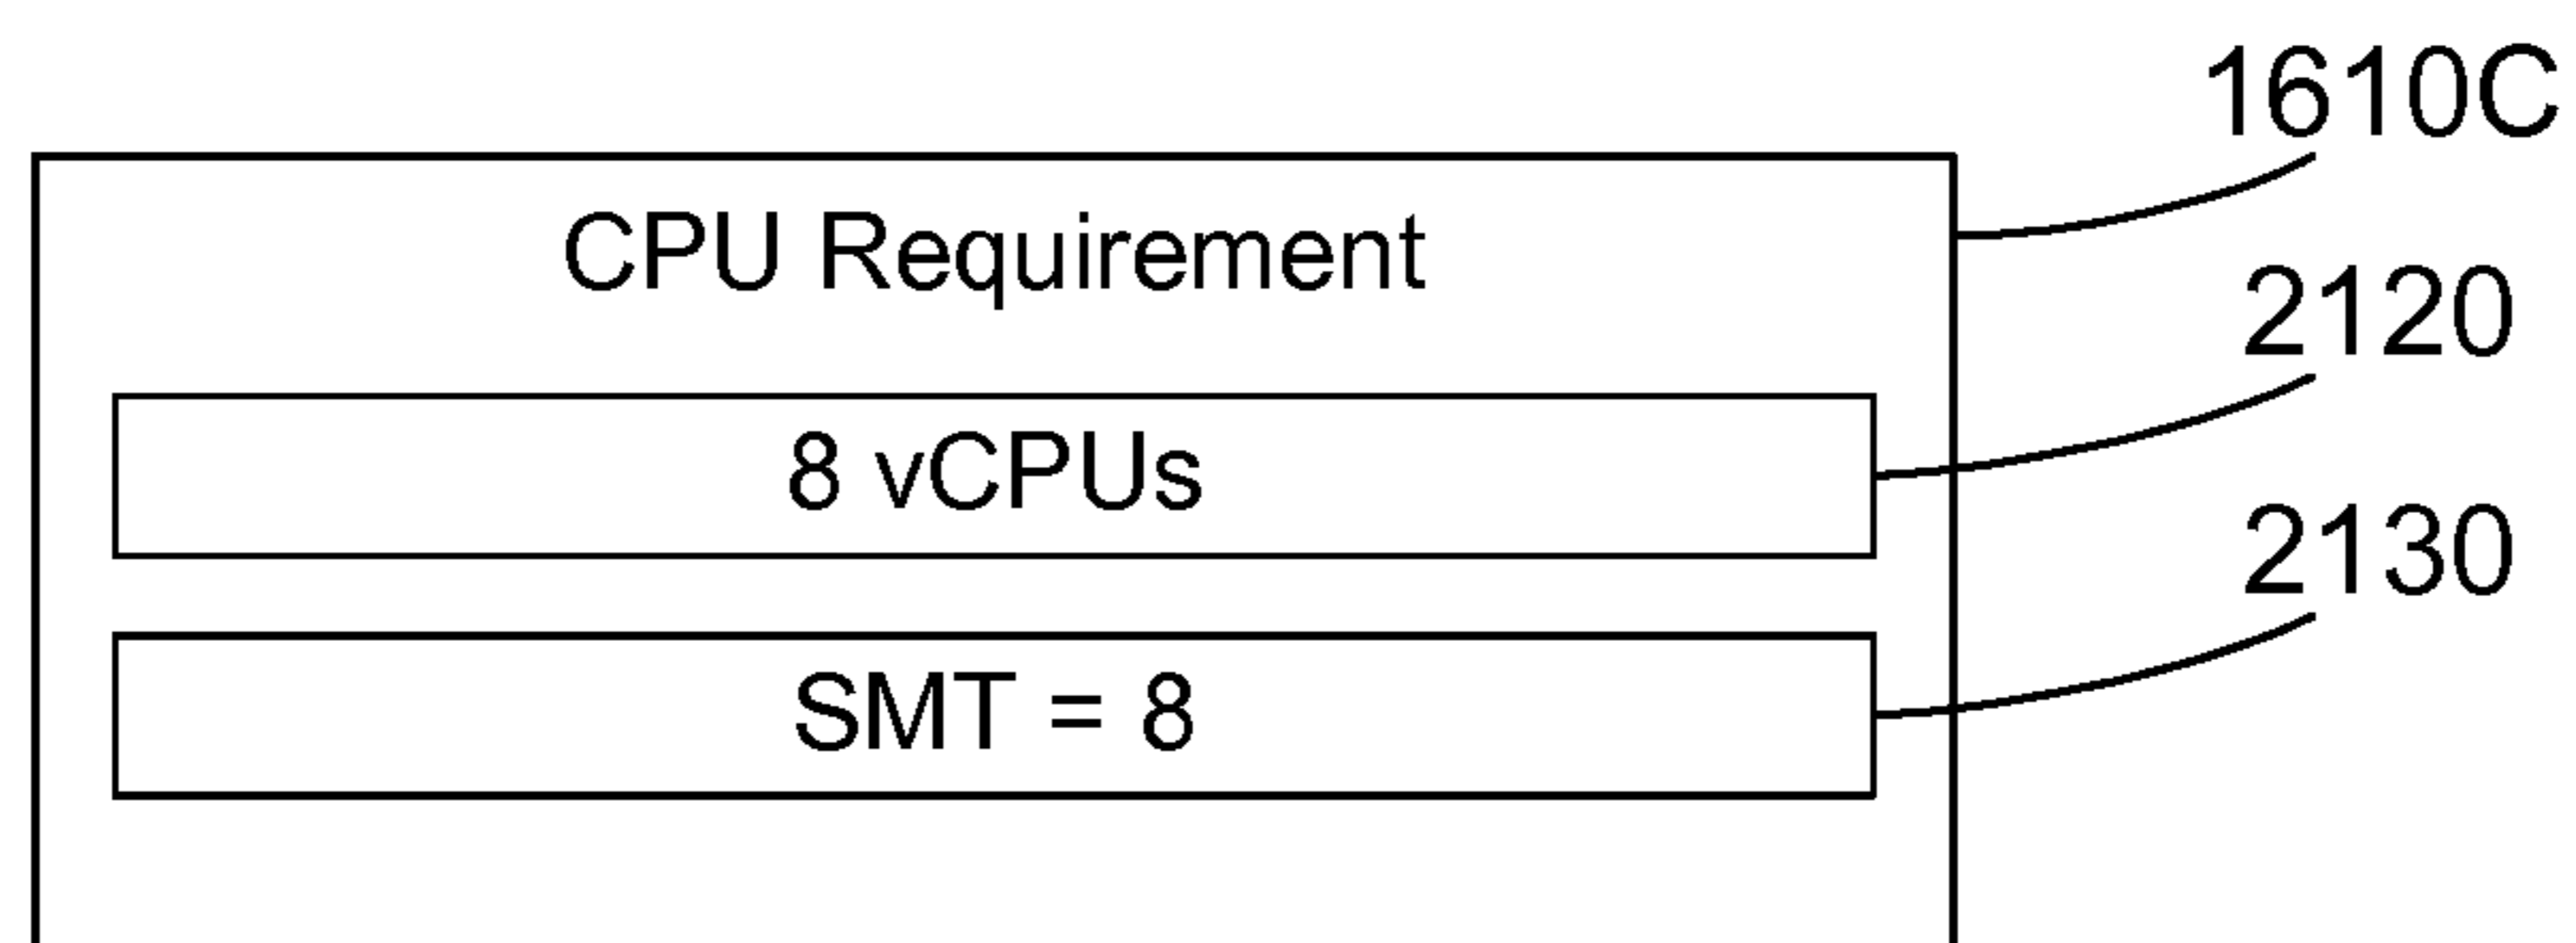 1610C
CPU Requirement
2120
8 vCPUs
2130
SMT = 8